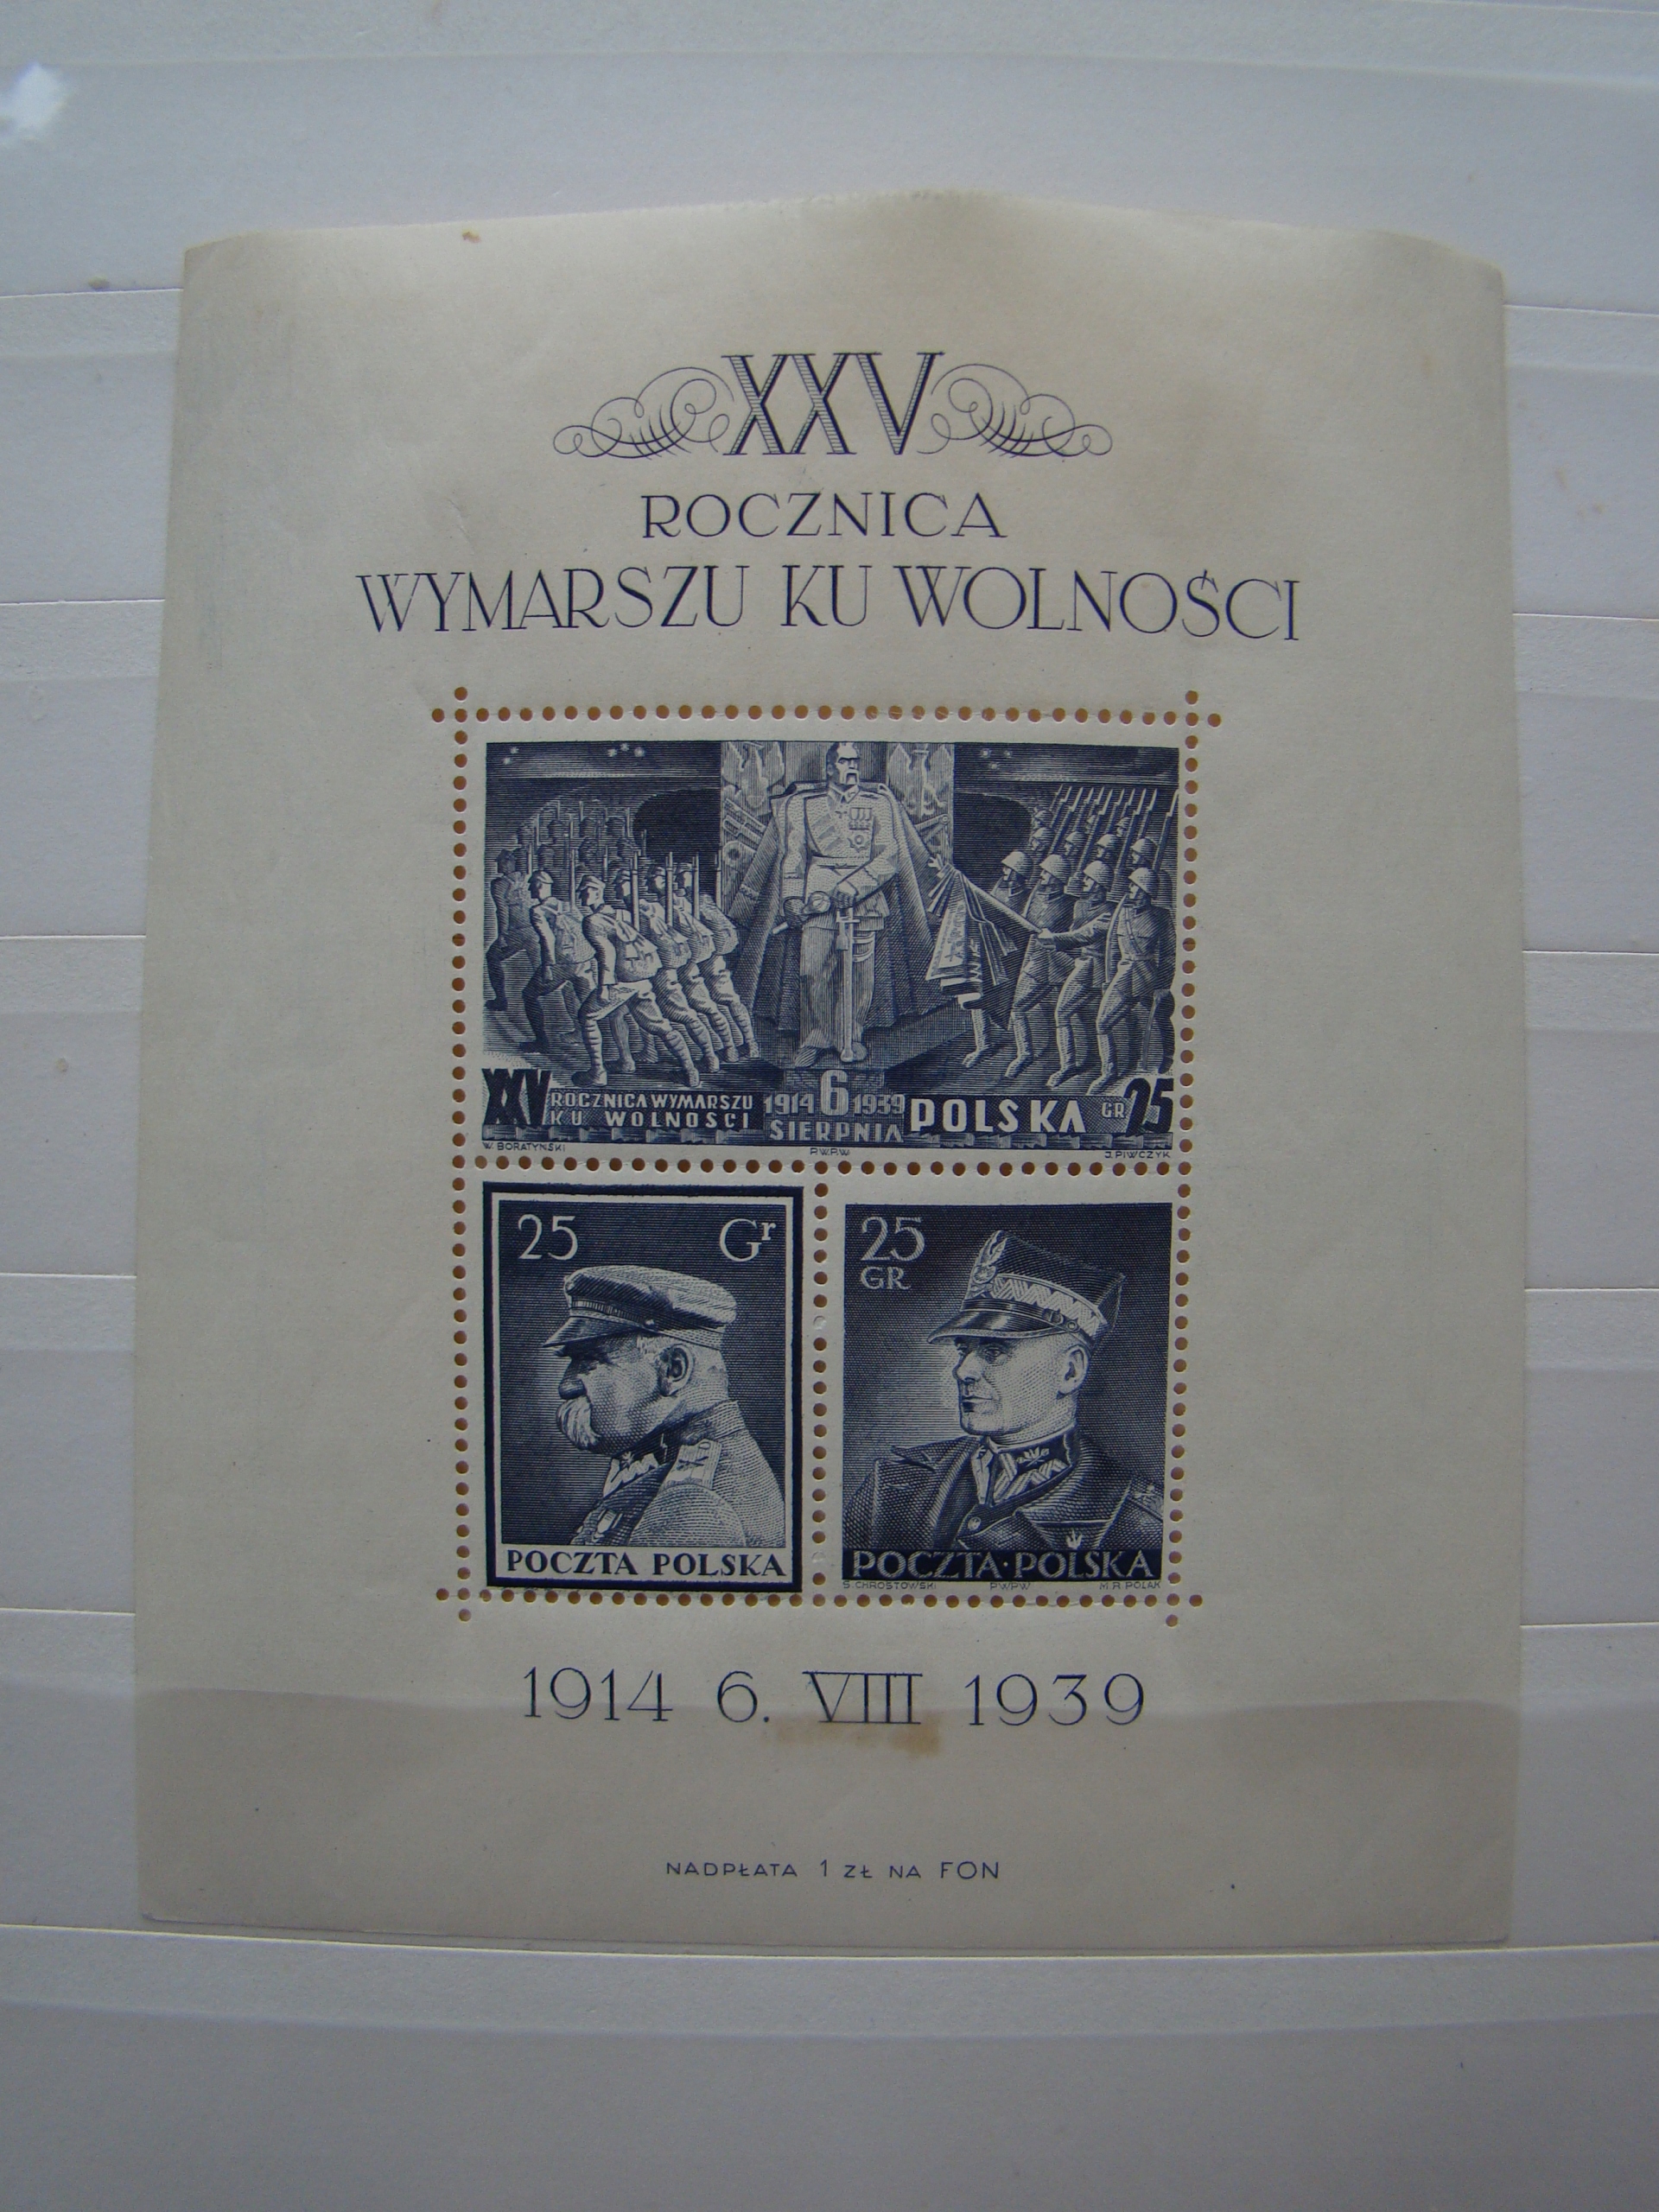 XXV
ROCZNICA
WYMARSZU KU WOLNOŚCI
XXV ROCZNICA WYMARSZU KU WOLNOŚCI
1914 6 1939
SIERPNIA
POLSKA GR 25
W. BORATYŃSKI P.W.P.W. J. PIWCZYK
25 Gr
POCZTA POLSKA
25
GR
POCZTA·POLSKA
S. CHROSTOWSKI PWPW M.R. POLAK
1914 6. VIII 1939
NADPŁATA 1 ZŁ NA FON